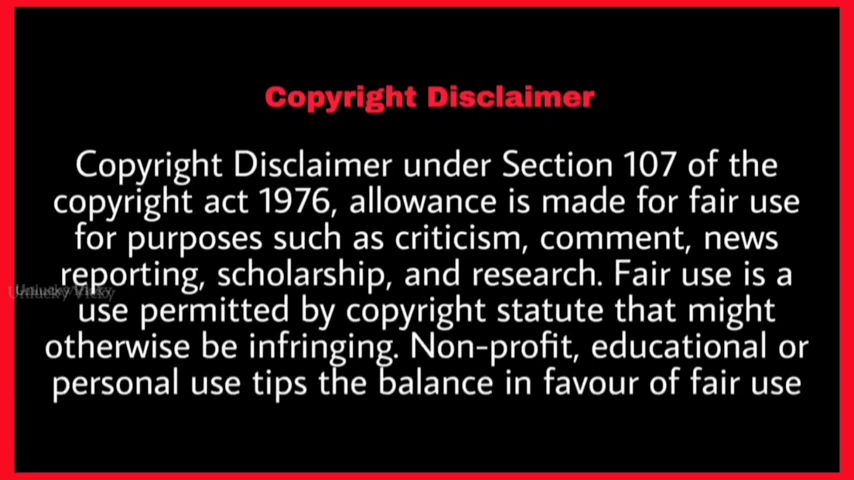 Copyright Disclaimer
Copyright Disclaimer under Section 107 of the
copyright act 1976, allowance is made for fair use
for purposes such as criticism, comment, news
reporting, scholarship, and research. Fair use is a
Unlucky Vicky
use permitted by copyright statute that might
otherwise be infringing. Non-profit, educational or
personal use tips the balance in favour of fair use